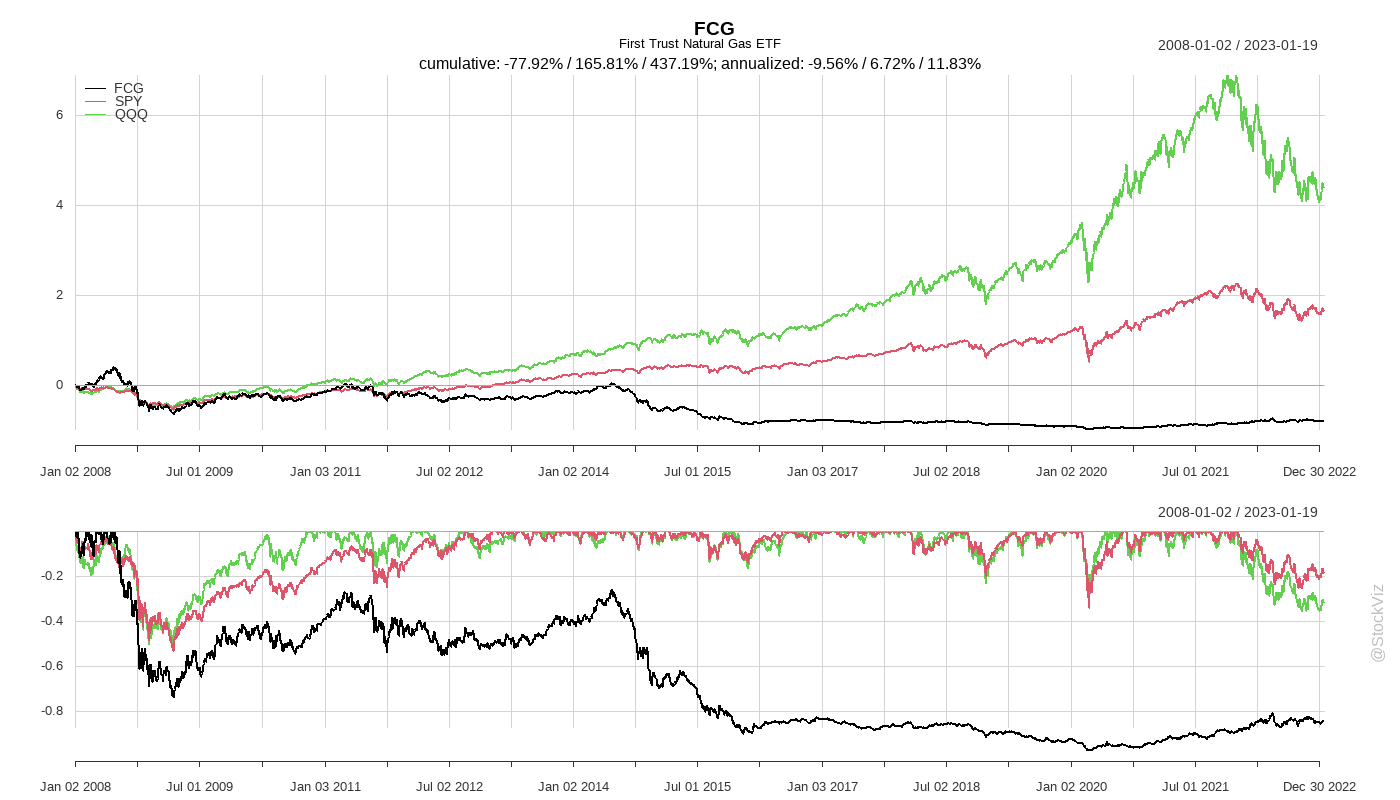 FCG
First Trust Natural Gas ETF
2008-01-02 / 2023-01-19
cumulative: -77.92% / 165.81% / 437.19%; annualized: -9.56% / 6.72% / 11.83%
FCG
SPY
QQQ
6
4
2
0
Jan 02 2008 Jul 01 2009 Jan 03 2011 Jul 02 2012 Jan 02 2014 Jul 01 2015 Jan 03 2017 Jul 02 2018 Jan 02 2020 Jul 01 2021 Dec 30 2022
2008-01-02 / 2023-01-19
-0.2
-0.4
-0.6
-0.8
Jan 02 2008 Jul 01 2009 Jan 03 2011 Jul 02 2012 Jan 02 2014 Jul 01 2015 Jan 03 2017 Jul 02 2018 Jan 02 2020 Jul 01 2021 Dec 30 2022
@StockViz